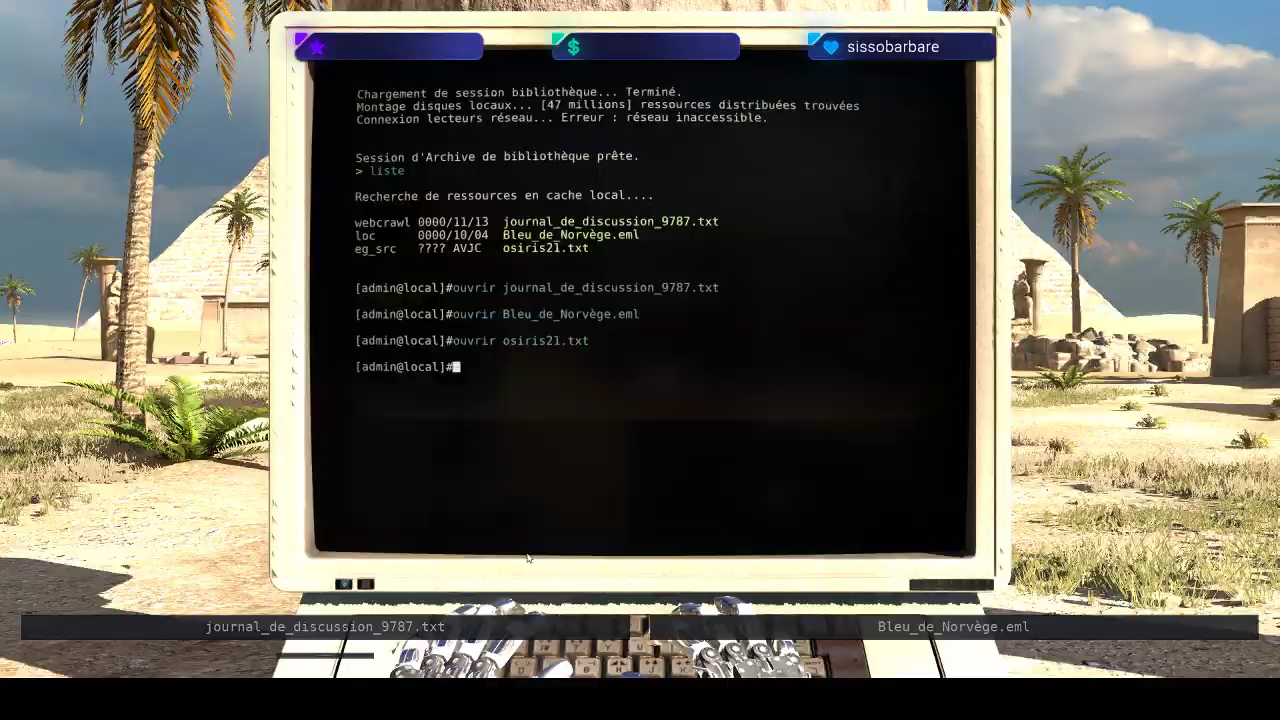 $
sissobarbare
Chargement de session bibliothèque... Terminé.
Montage disques locaux... [47 millions] ressources distribuées trouvées
Connexion lecteurs réseau... Erreur : réseau inaccessible.
Session d'Archive de bibliothèque prête.
> liste
Recherche de ressources en cache local....
webcrawl 0000/11/13 journal_de_discussion_9787.txt
loc 0000/10/04 Bleu_de_Norvège.eml
eg_src ???? AVJC osiris21.txt
[admin@local]#ouvrir journal_de_discussion_9787.txt
[admin@local]#ouvrir Bleu_de_Norvège.eml
[admin@local]#ouvrir osiris21.txt
[admin@local]#
journal_de_discussion_9787.txt
Bleu_de_Norvège.eml